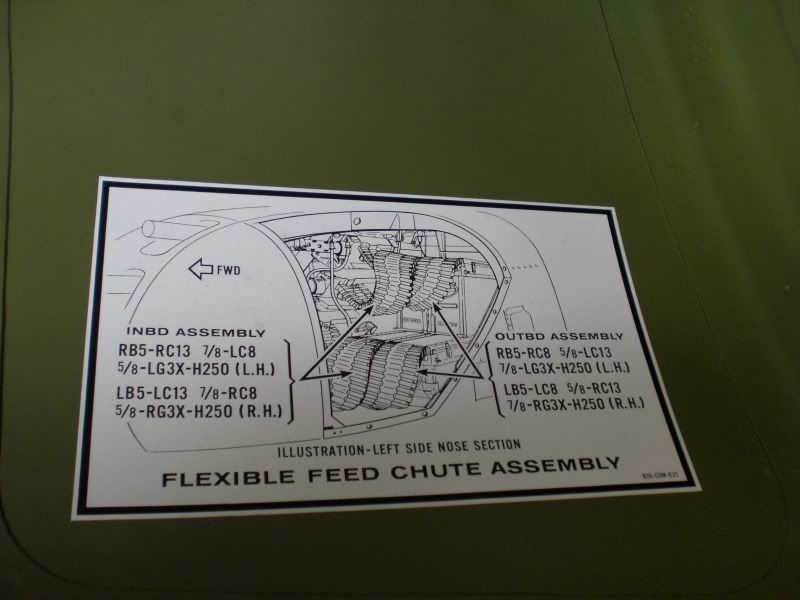 FWD
INBD ASSEMBLY
RB5-RC13 7/8-LC8
5/8-LG3X-H250 (L.H.)
LB5-LC13 7/8-RC8
5/8-RG3X-H250 (R.H.)
OUTBD ASSEMBLY
RB5-RC8 5/8-LC13
7/8-LG3X-H250 (L.H.)
LB5-LC8 5/8-RC13
7/8-RG3X-H250 (R.H.)
ILLUSTRATION-LEFT SIDE NOSE SECTION
FLEXIBLE FEED CHUTE ASSEMBLY